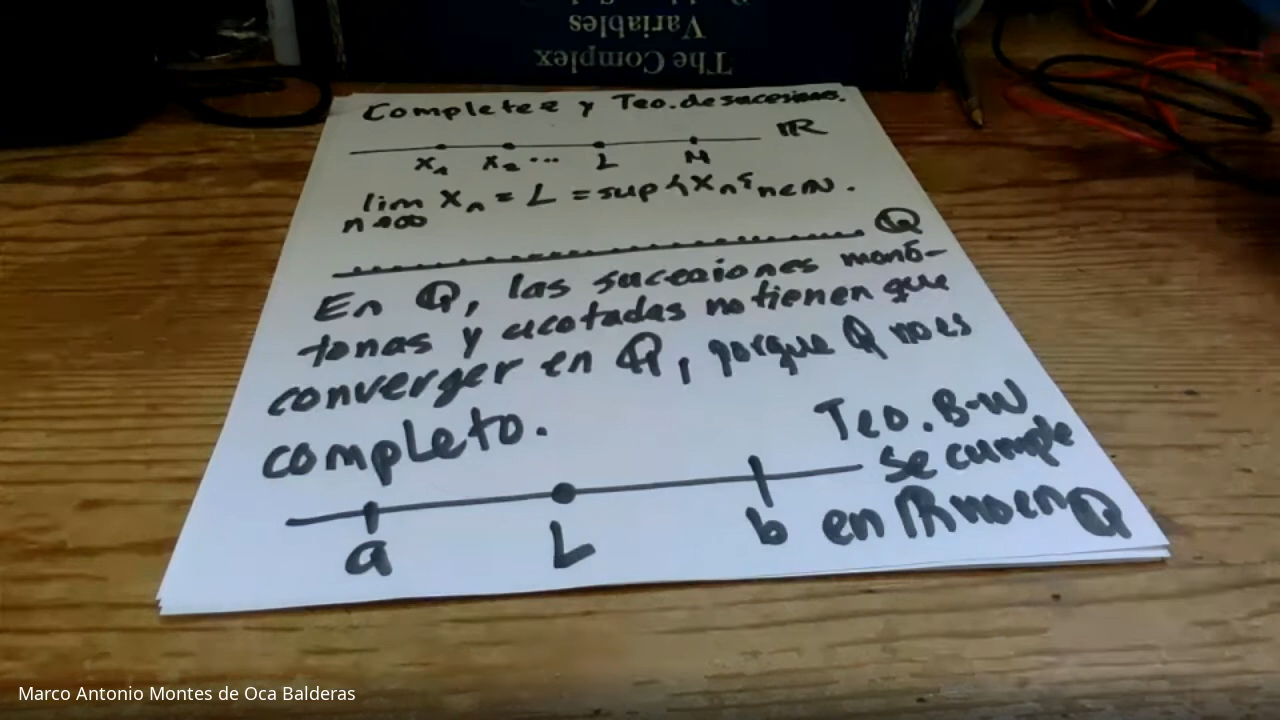 The Complex
Variables
Completez y Teo. de sucesiones.
ℝ
x₁ x₂ ... L M
lim xₙ = L = sup{xₙ}n∈ℕ.
n→∞
ℚ
En ℚ, las sucesiones monó-
tonas y acotadas no tienen que
converger en ℚ, porque ℚ no es
completo.
Teo. B-W
se cumple
en ℝ no en ℚ
a L b
Marco Antonio Montes de Oca Balderas